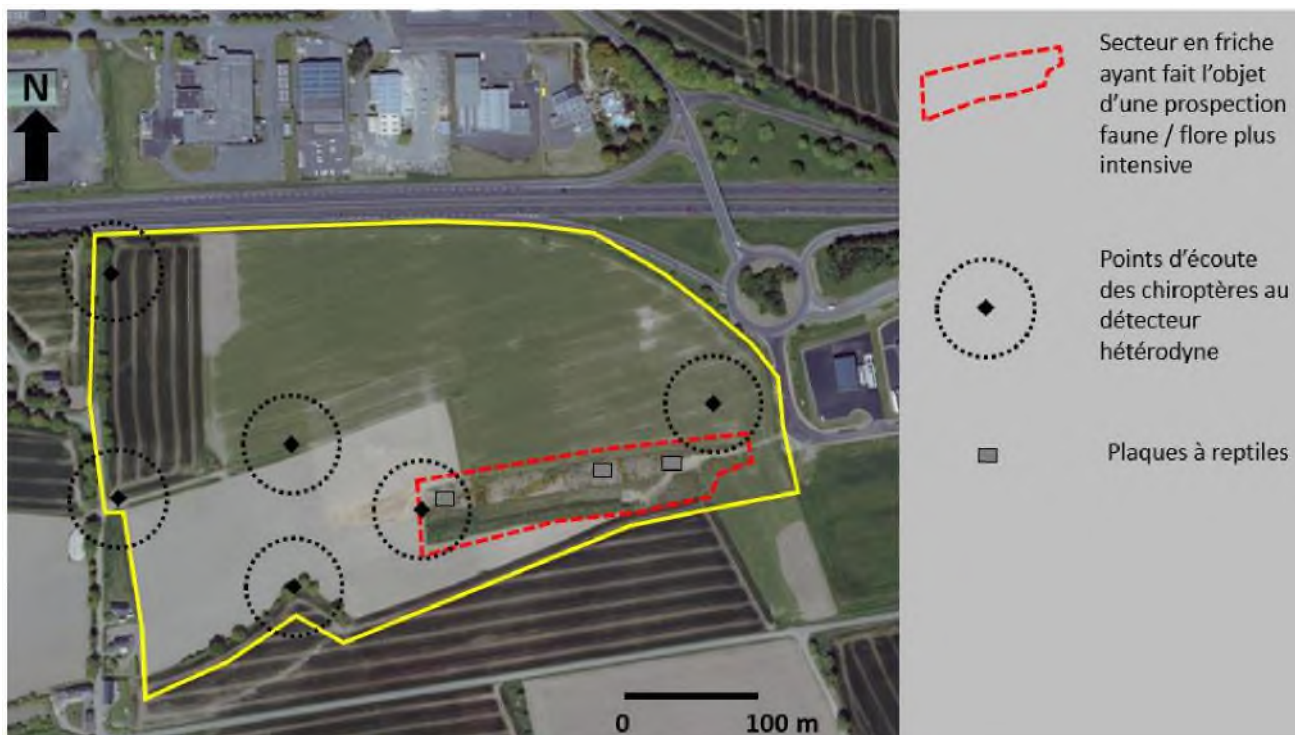 N
0
100 m
Secteur en friche
ayant fait l'objet
d'une prospection
faune / flore plus
intensive
Points d'écoute
des chiroptères au
détecteur
hétérodyne
Plaques à reptiles